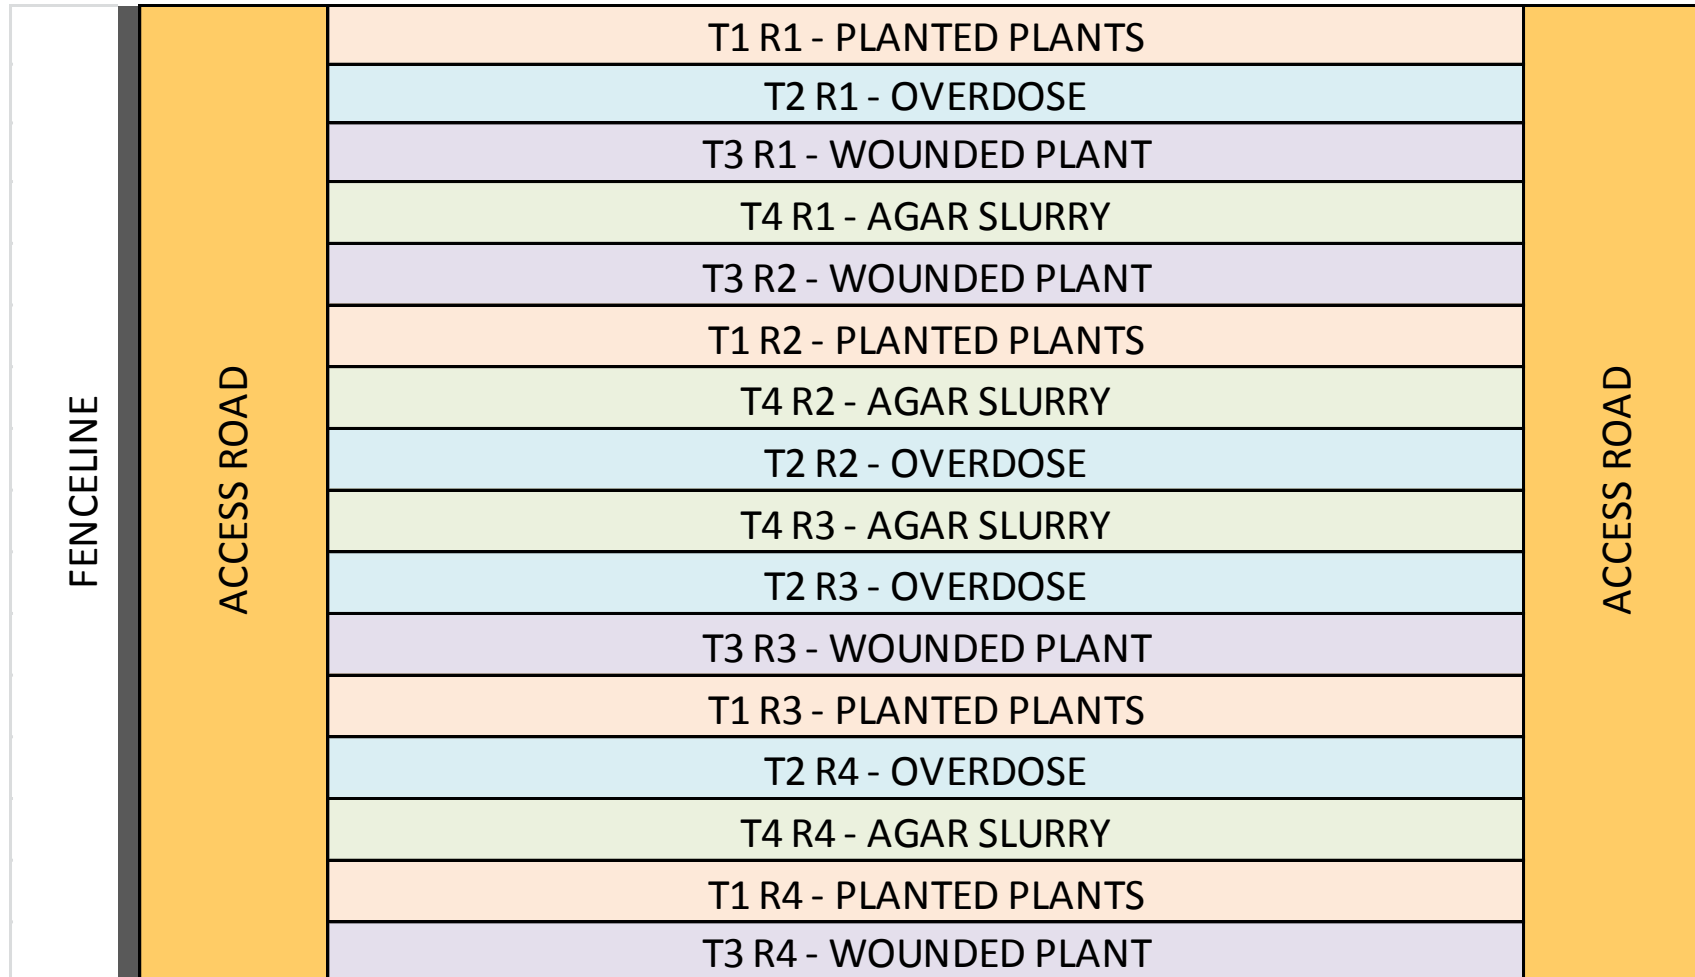 FENCELINE
ACCESS ROAD
T1 R1 - PLANTED PLANTS
T2 R1 - OVERDOSE
T3 R1 - WOUNDED PLANT
T4 R1 - AGAR SLURRY
T3 R2 - WOUNDED PLANT
T1 R2 - PLANTED PLANTS
T4 R2 - AGAR SLURRY
T2 R2 - OVERDOSE
T4 R3 - AGAR SLURRY
T2 R3 - OVERDOSE
T3 R3 - WOUNDED PLANT
T1 R3 - PLANTED PLANTS
T2 R4 - OVERDOSE
T4 R4 - AGAR SLURRY
T1 R4 - PLANTED PLANTS
T3 R4 - WOUNDED PLANT
ACCESS ROAD